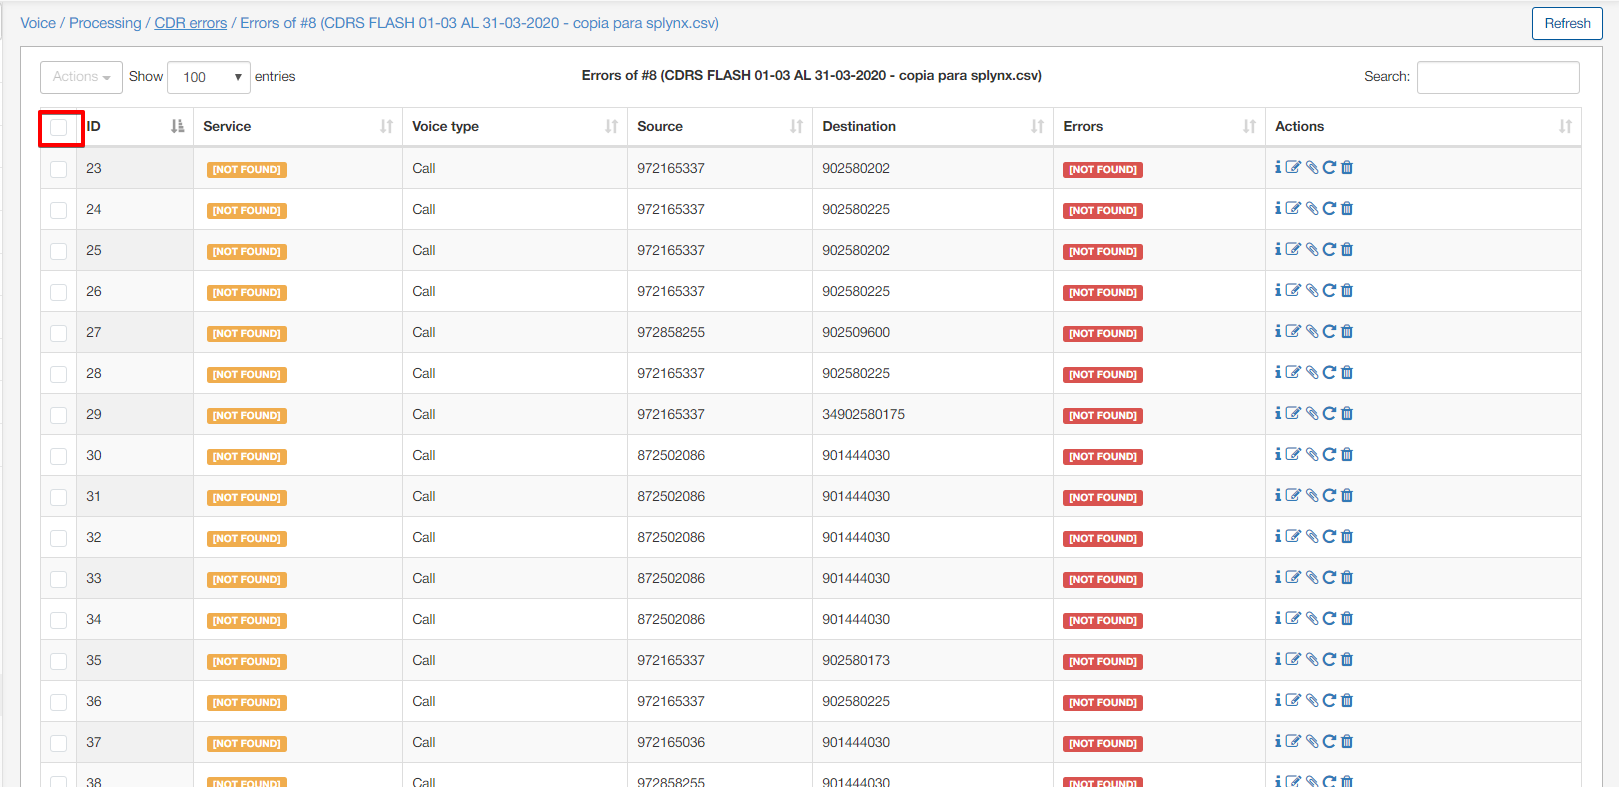 Voice / Processing / CDR errors / Errors of #8 (CDRS FLASH 01-03 AL 31-03-2020 - copia para splynx.csv)
Refresh
Actions Show 100 entries
Errors of #8 (CDRS FLASH 01-03 AL 31-03-2020 - copia para splynx.csv)
Search:
ID Service Voice type Source Destination Errors Actions
23 [NOT FOUND] Call 972165337 902580202 [NOT FOUND]
24 [NOT FOUND] Call 972165337 902580225 [NOT FOUND]
25 [NOT FOUND] Call 972165337 902580202 [NOT FOUND]
26 [NOT FOUND] Call 972165337 902580225 [NOT FOUND]
27 [NOT FOUND] Call 972858255 902509600 [NOT FOUND]
28 [NOT FOUND] Call 972165337 902580225 [NOT FOUND]
29 [NOT FOUND] Call 972165337 34902580175 [NOT FOUND]
30 [NOT FOUND] Call 872502086 901444030 [NOT FOUND]
31 [NOT FOUND] Call 872502086 901444030 [NOT FOUND]
32 [NOT FOUND] Call 872502086 901444030 [NOT FOUND]
33 [NOT FOUND] Call 872502086 901444030 [NOT FOUND]
34 [NOT FOUND] Call 872502086 901444030 [NOT FOUND]
35 [NOT FOUND] Call 972165337 902580173 [NOT FOUND]
36 [NOT FOUND] Call 972165337 902580225 [NOT FOUND]
37 [NOT FOUND] Call 972165036 901444030 [NOT FOUND]
38 [NOT FOUND] Call 972858255 901444030 [NOT FOUND]